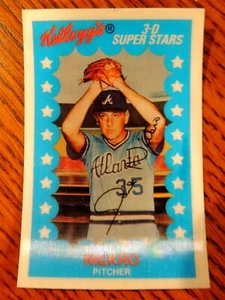 Kellogg's® 3-D
SUPER STARS
A
Atlanta
35
NIEKRO
PITCHER